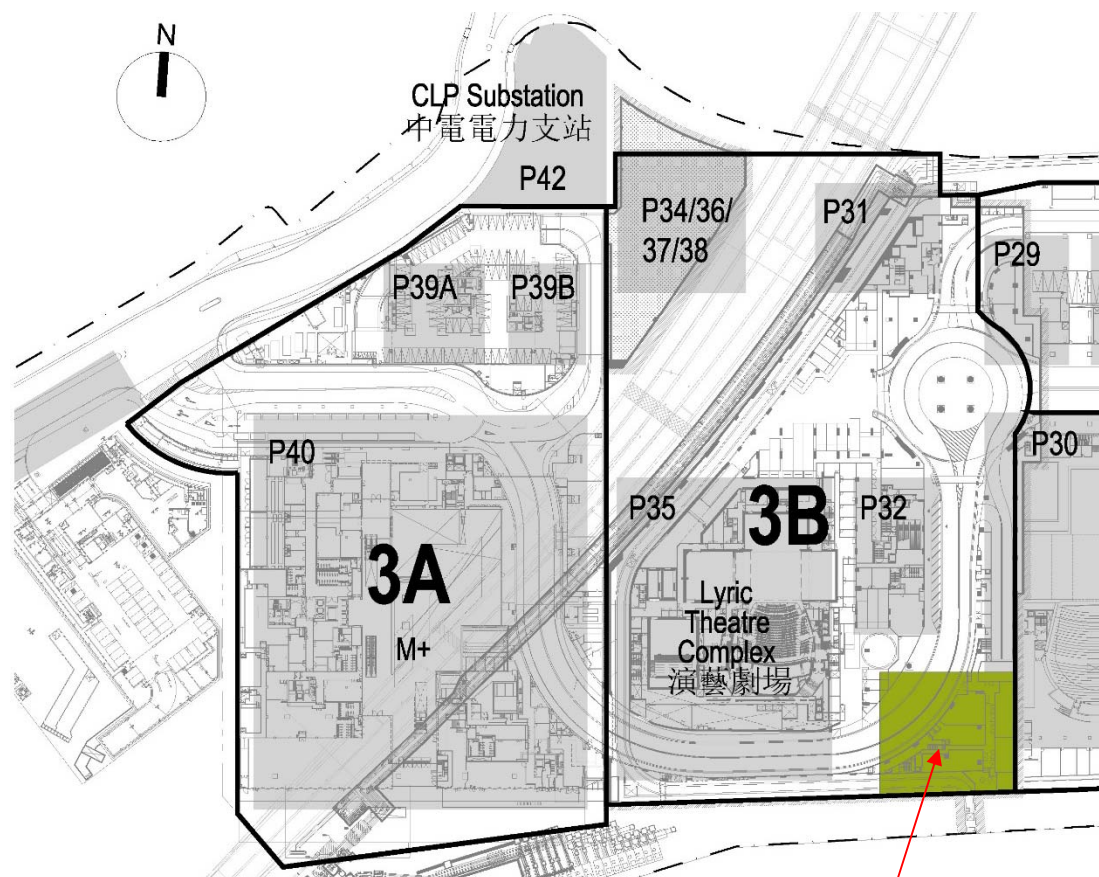 N
CLP Substation
中電電力支站
P42
P34/36/
37/38
P31
P29
P39A
P39B
P40
3A
M+
P35
3B
P32
P30
Lyric
Theatre
Complex
演藝劇場